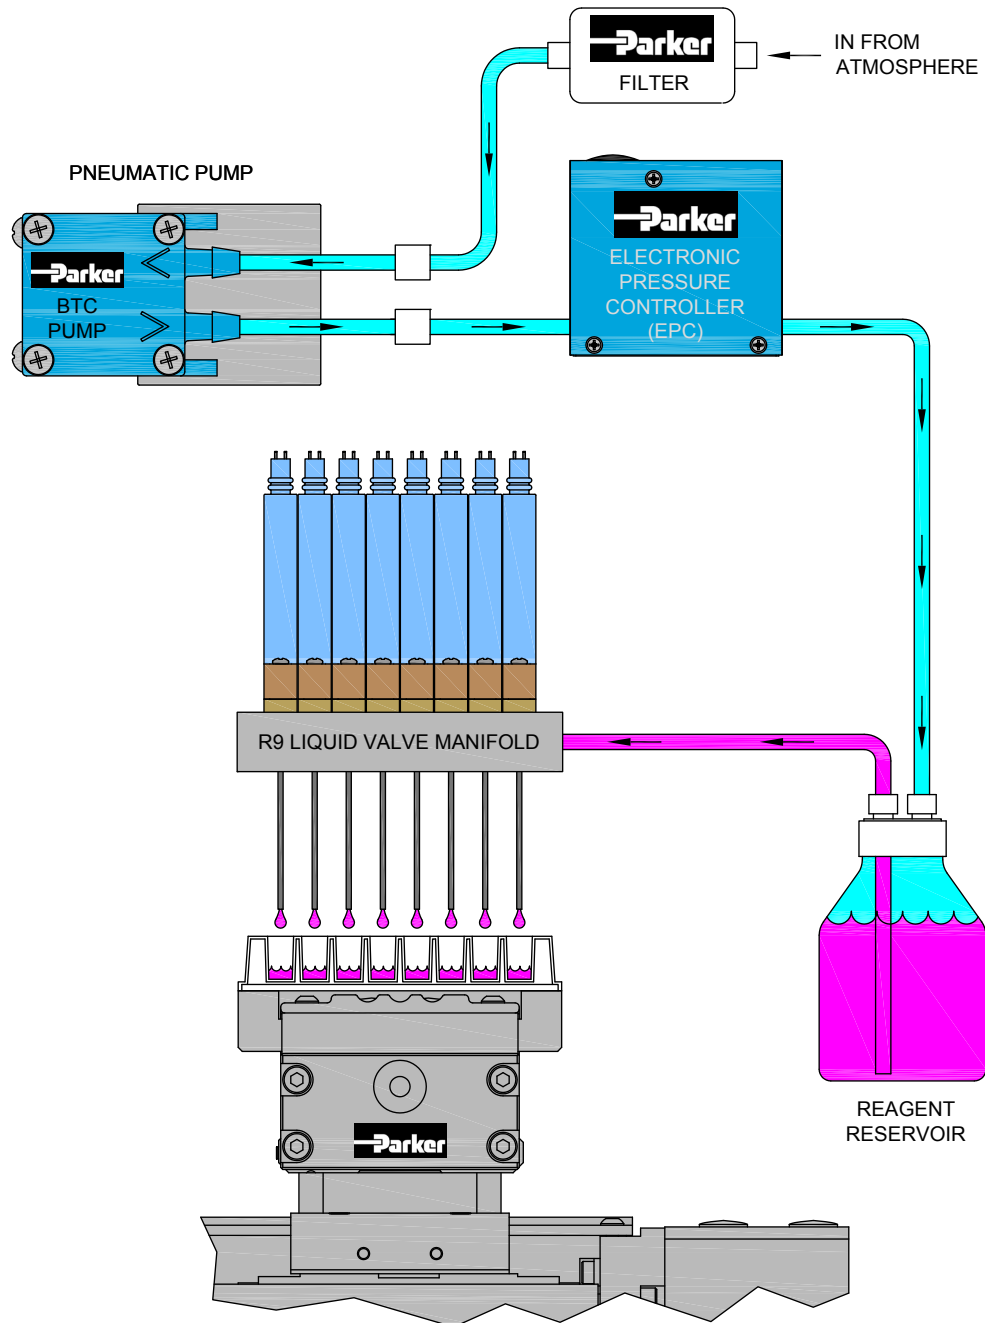 Parker
FILTER
IN FROM
ATMOSPHERE
PNEUMATIC PUMP
Parker
BTC
PUMP
Parker
ELECTRONIC
PRESSURE
CONTROLLER
(EPC)
R9 LIQUID VALVE MANIFOLD
REAGENT
RESERVOIR
Parker